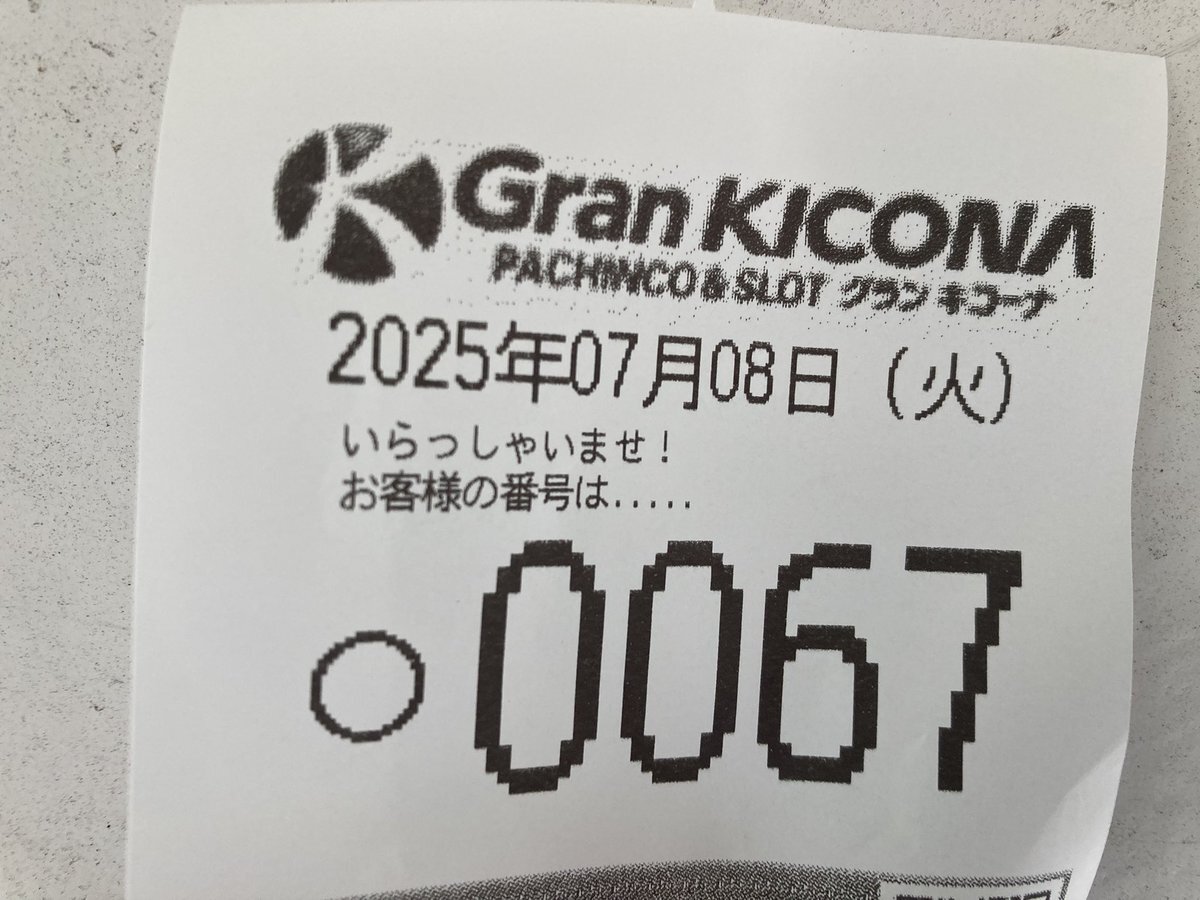 Gran KICONA
PACHINCO & SLOT グラン キコーナ
2025年07月08日 (火)
いらっしゃいませ!
お客様の番号は.....
○0067